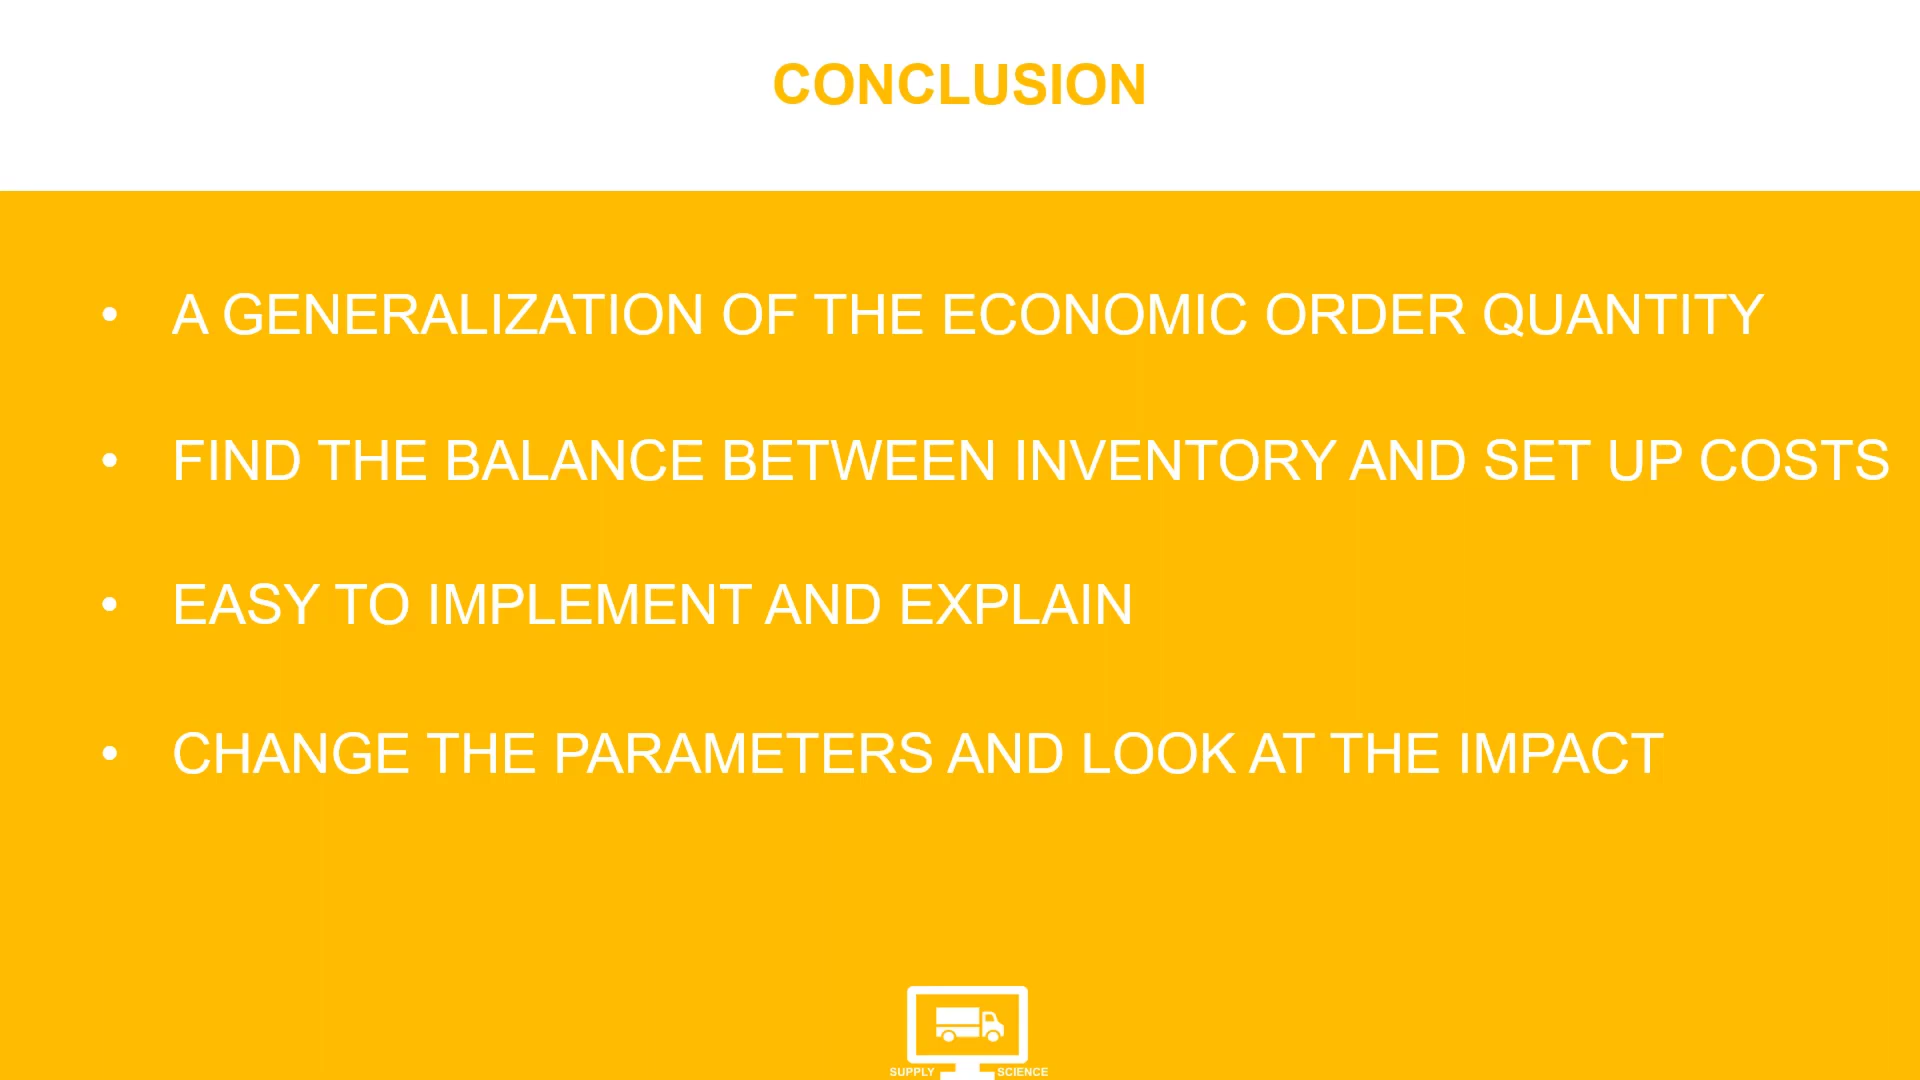 CONCLUSION
• A GENERALIZATION OF THE ECONOMIC ORDER QUANTITY
• FIND THE BALANCE BETWEEN INVENTORY AND SET UP COSTS
• EASY TO IMPLEMENT AND EXPLAIN
• CHANGE THE PARAMETERS AND LOOK AT THE IMPACT
SUPPLY SCIENCE